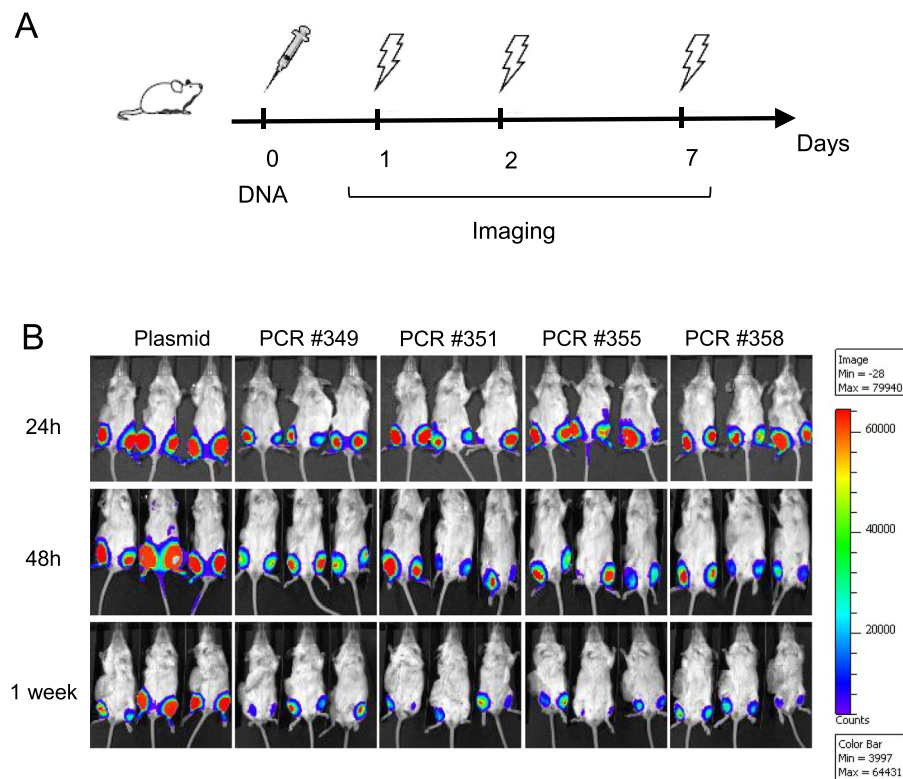 A
0 1 2 7
Days
DNA
Imaging
B
Plasmid PCR #349 PCR #351 PCR #355 PCR #358
24h
48h
1 week
Image
Min = -28
Max = 79940
60000
40000
20000
Counts
Color Bar
Min = 3997
Max = 64431